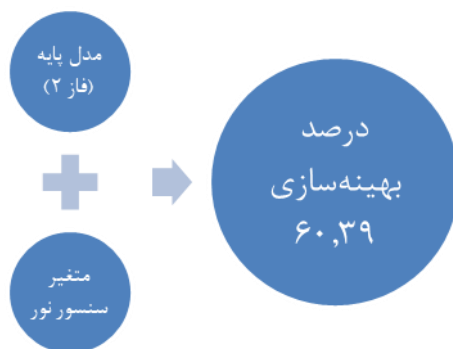 مدل پایه
(فاز ۲)
متغیر
سنسور نور
درصد
بهینه‌سازی
۶۰,۳۹